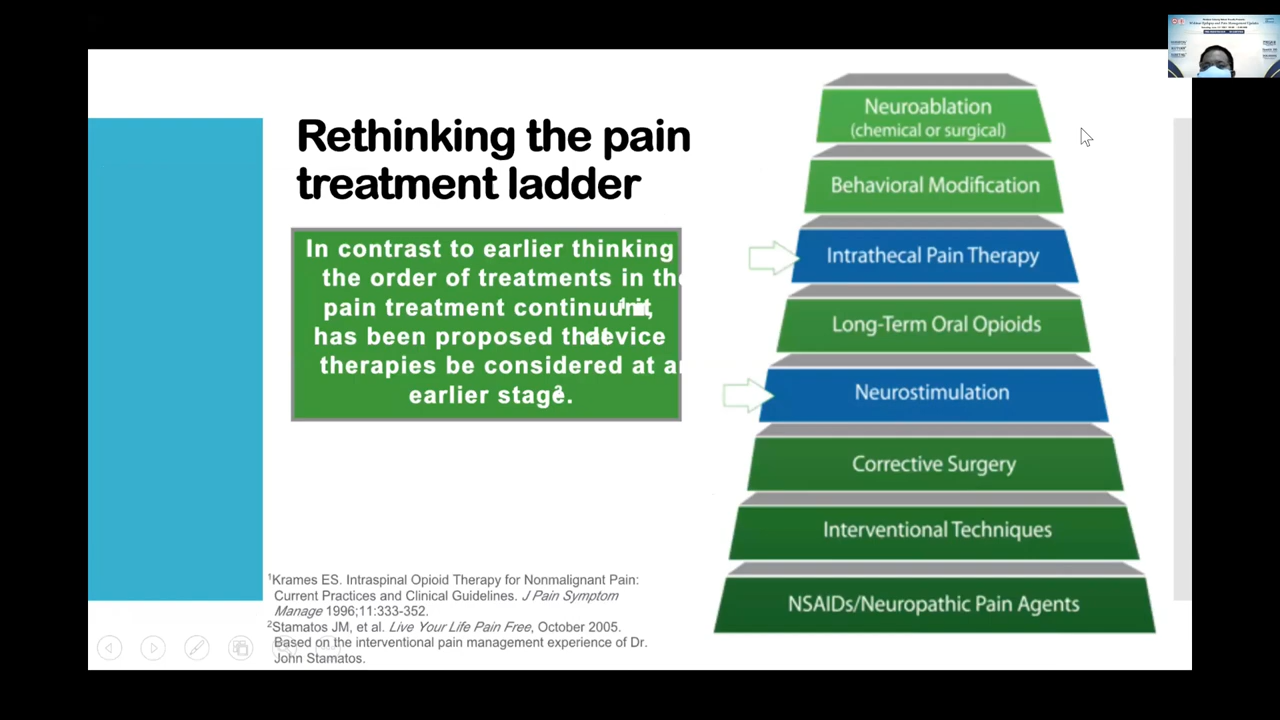 Rethinking the pain
treatment ladder
In contrast to earlier thinking
the order of treatments in the
pain treatment continuum¹, it
has been proposed that device
therapies be considered at an
earlier stage².
¹Krames ES. Intraspinal Opioid Therapy for Nonmalignant Pain:
Current Practices and Clinical Guidelines. J Pain Symptom
Manage 1996;11:333-352.
²Stamatos JM, et al. Live Your Life Pain Free, October 2005.
Based on the interventional pain management experience of Dr.
John Stamatos.
Neuroablation
(chemical or surgical)
Behavioral Modification
Intrathecal Pain Therapy
Long-Term Oral Opioids
Neurostimulation
Corrective Surgery
Interventional Techniques
NSAIDs/Neuropathic Pain Agents